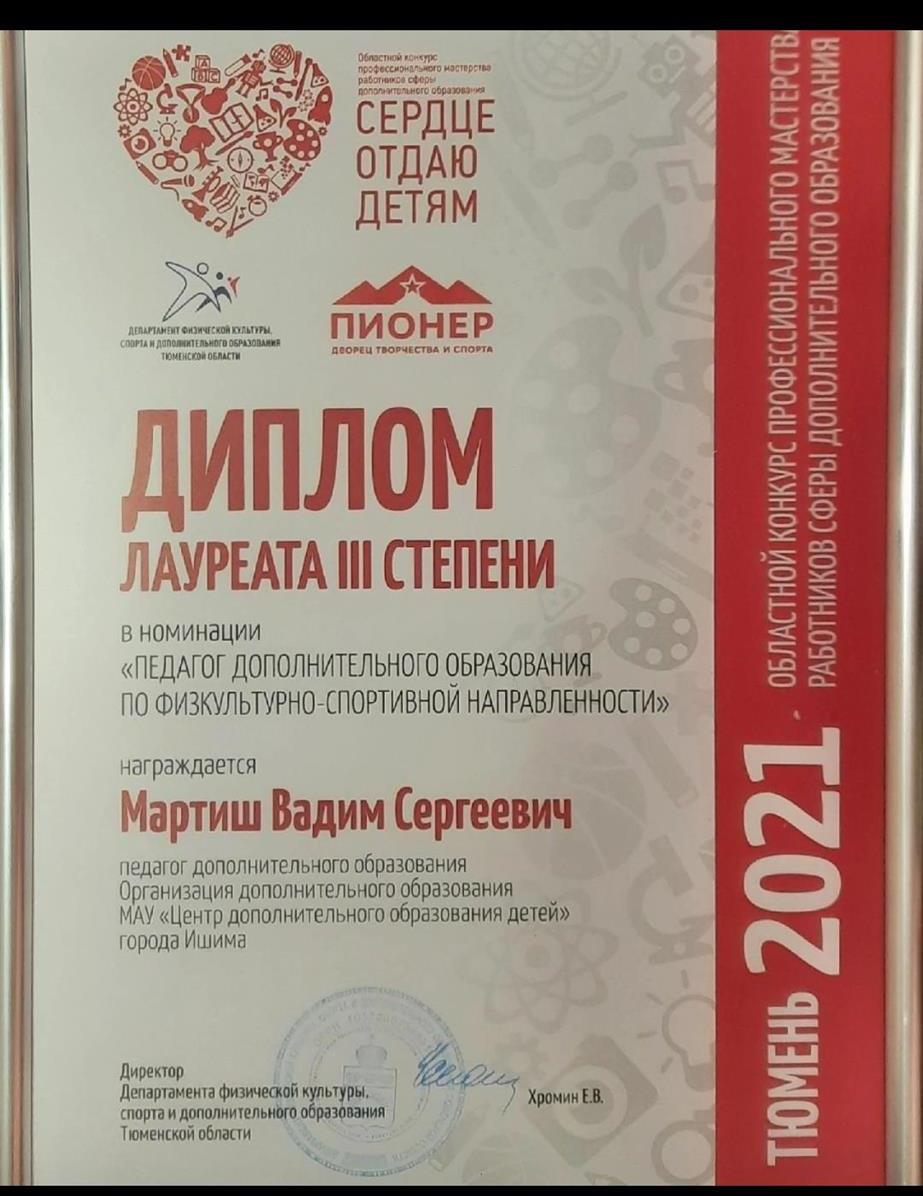 Областной конкурс
профессионального мастерства
работников сферы
дополнительного образования
СЕРДЦЕ
ОТДАЮ
ДЕТЯМ
ABC
ДЕПАРТАМЕНТ ФИЗИЧЕСКОЙ КУЛЬТУРЫ,
СПОРТА И ДОПОЛНИТЕЛЬНОГО ОБРАЗОВАНИЯ
ТЮМЕНСКОЙ ОБЛАСТИ
ПИОНЕР
ДВОРЕЦ ТВОРЧЕСТВА И СПОРТА
ДИПЛОМ
ЛАУРЕАТА III СТЕПЕНИ
в номинации
«ПЕДАГОГ ДОПОЛНИТЕЛЬНОГО ОБРАЗОВАНИЯ
ПО ФИЗКУЛЬТУРНО-СПОРТИВНОЙ НАПРАВЛЕННОСТИ»
награждается
Мартиш Вадим Сергеевич
педагог дополнительного образования
Организация дополнительного образования
МАУ «Центр дополнительного образования детей»
города Ишима
Директор
Департамента физической культуры,
спорта и дополнительного образования
Тюменской области
Хромин Е.В.
ТЮМЕНЬ 2021
ОБЛАСТНОЙ КОНКУРС ПРОФЕССИОНАЛЬНОГО МАСТЕРСТВ
РАБОТНИКОВ СФЕРЫ ДОПОЛНИТЕЛЬНОГО ОБРАЗОВАНИЯ